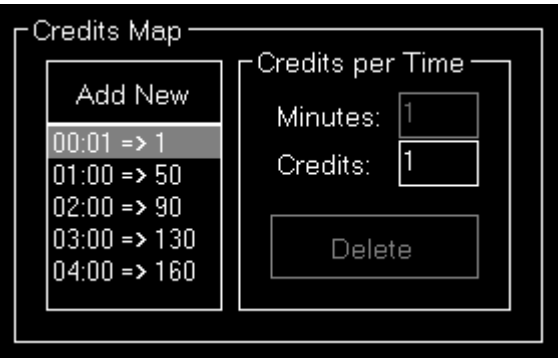 Credits Map
Add New
00:01 => 1
01:00 => 50
02:00 => 90
03:00 => 130
04:00 => 160
Credits per Time
Minutes: 1
Credits: 1
Delete